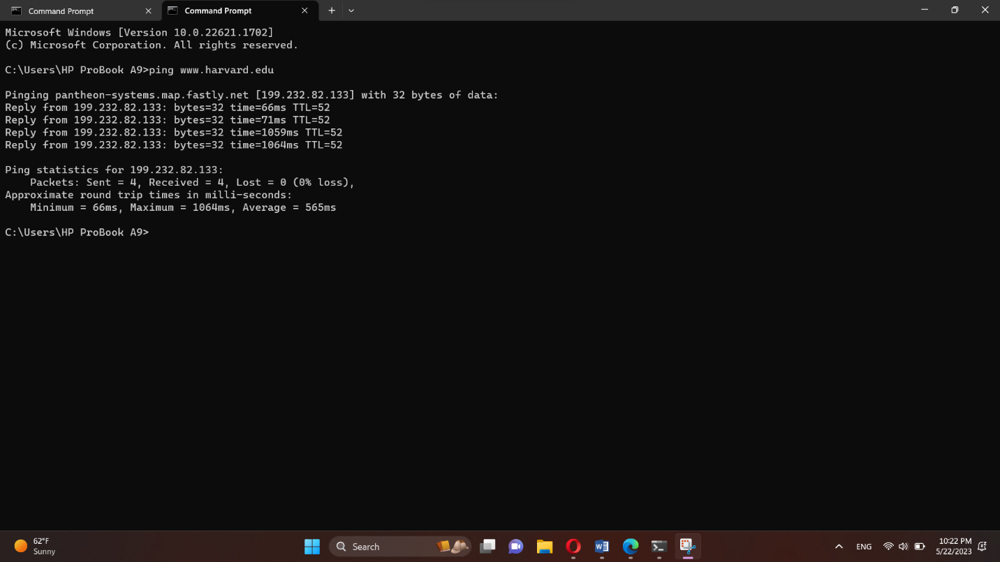 Command Prompt
Command Prompt
Microsoft Windows [Version 10.0.22621.1702]
(c) Microsoft Corporation. All rights reserved.
C:\Users\HP ProBook A9>ping www.harvard.edu
Pinging pantheon-systems.map.fastly.net [199.232.82.133] with 32 bytes of data:
Reply from 199.232.82.133: bytes=32 time=66ms TTL=52
Reply from 199.232.82.133: bytes=32 time=71ms TTL=52
Reply from 199.232.82.133: bytes=32 time=1059ms TTL=52
Reply from 199.232.82.133: bytes=32 time=1064ms TTL=52
Ping statistics for 199.232.82.133:
    Packets: Sent = 4, Received = 4, Lost = 0 (0% loss),
Approximate round trip times in milli-seconds:
    Minimum = 66ms, Maximum = 1064ms, Average = 565ms
C:\Users\HP ProBook A9>
62°F
Sunny
Search
ENG
10:22 PM
5/22/2023